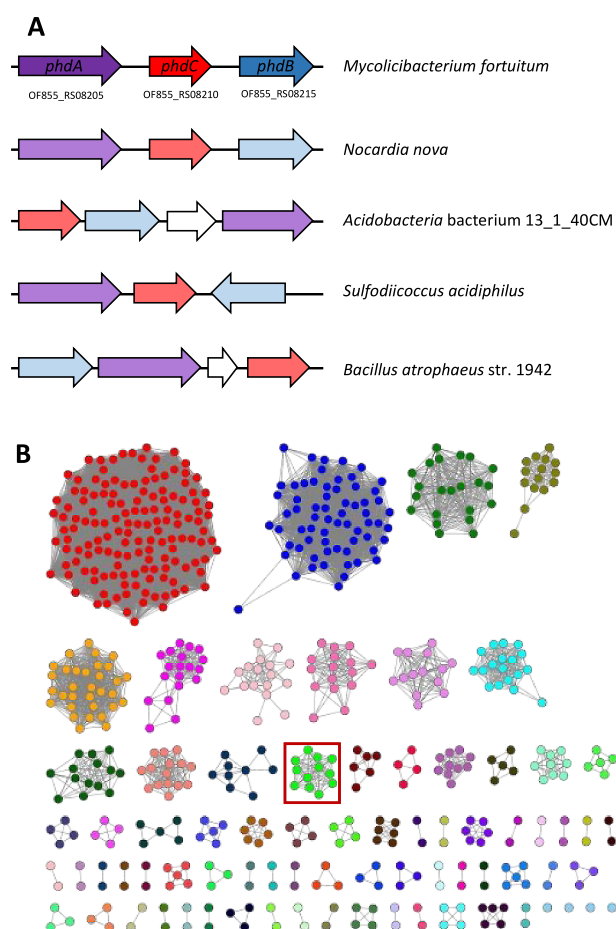 A
phdA phdC phdB Mycolicibacterium fortuitum
OF855_RS08205 OF855_RS08210 OF855_RS08215
Nocardia nova
Acidobacteria bacterium 13_1_40CM
Sulfodiicoccus acidiphilus
Bacillus atrophaeus str. 1942
B